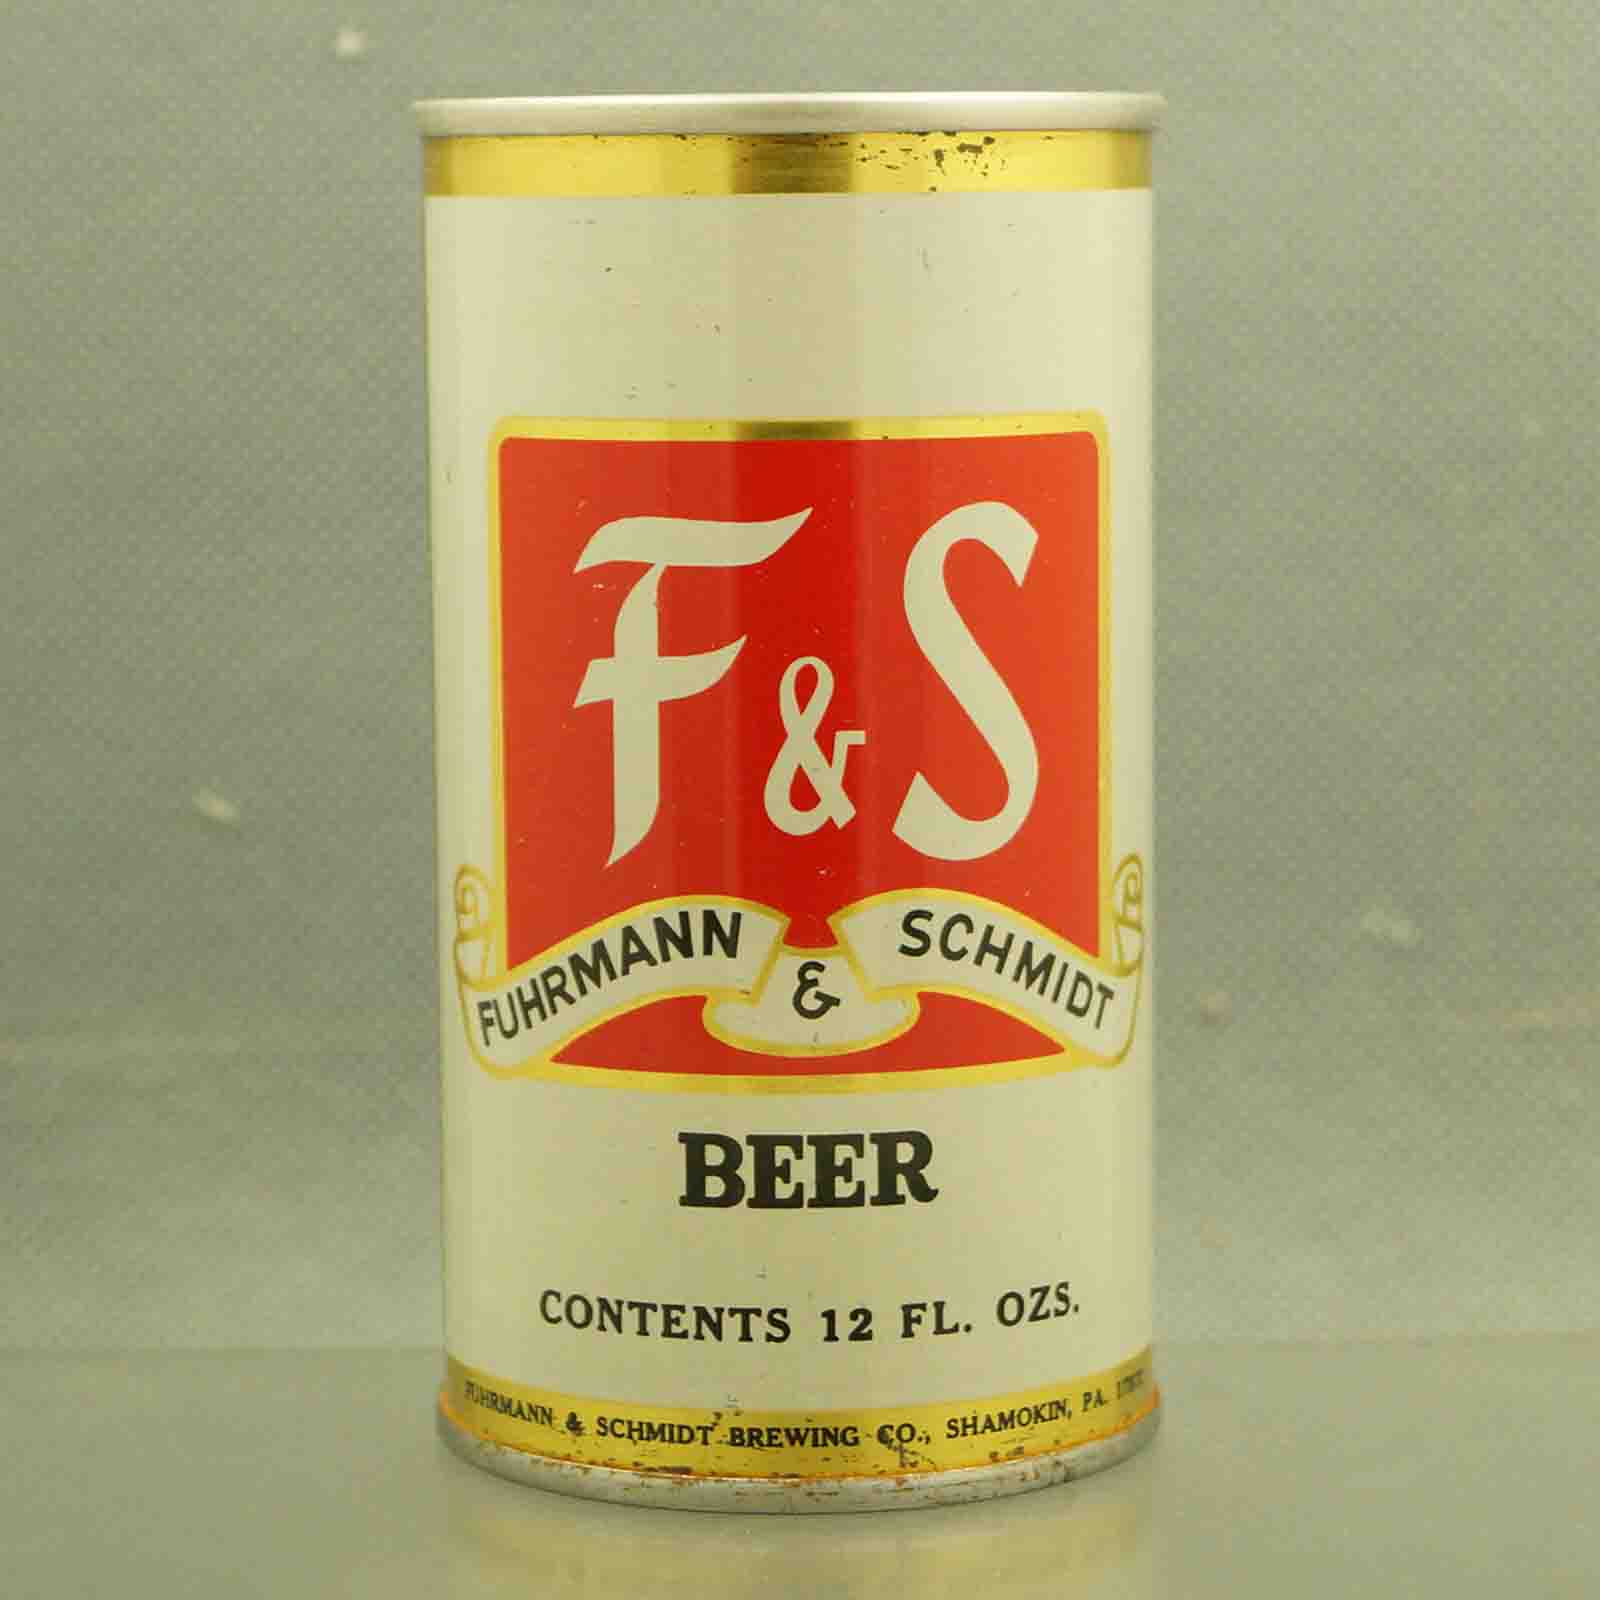 F & S
FUHRMANN & SCHMIDT
BEER
CONTENTS 12 FL. OZS.
FUHRMANN & SCHMIDT BREWING CO., SHAMOKIN, PA.